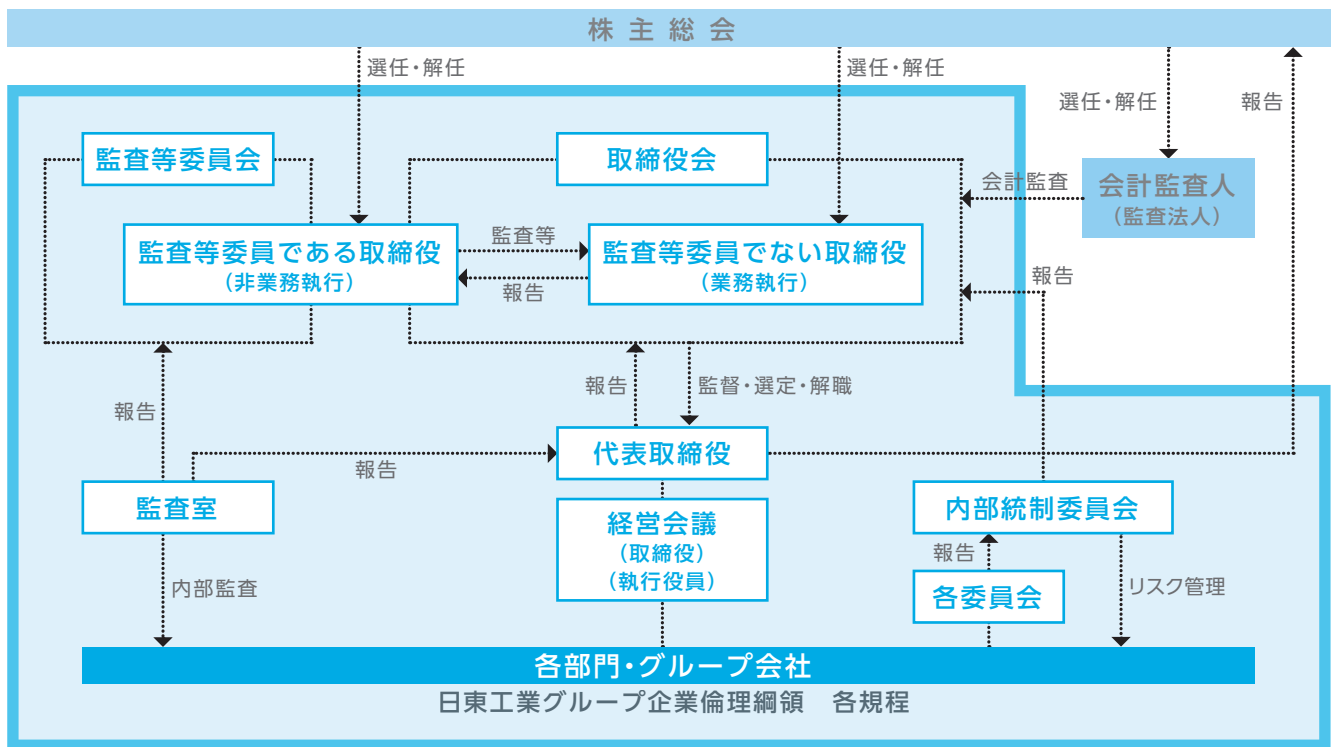 株主総会
選任・解任
選任・解任
選任・解任
報告
監査等委員会
取締役会
会計監査
会計監査人
（監査法人）
監査等委員である取締役
（非業務執行）
監査等
報告
監査等委員でない取締役
（業務執行）
報告
報告
報告
監督・選定・解職
報告
代表取締役
監査室
経営会議
（取締役）
（執行役員）
内部統制委員会
報告
内部監査
各委員会
リスク管理
各部門・グループ会社
日東工業グループ企業倫理綱領　各規程